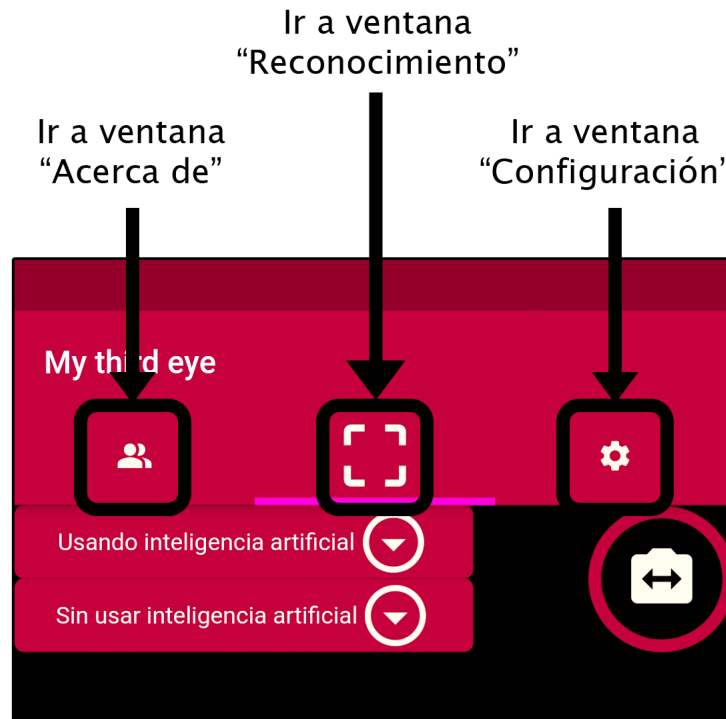 Ir a ventana
“Reconocimiento”
Ir a ventana
“Acerca de”
Ir a ventana
“Configuración”
My third eye
Usando inteligencia artificial
Sin usar inteligencia artificial